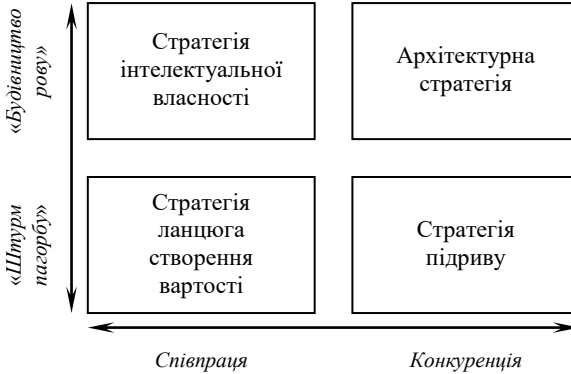 «Будівництво
рову»
Стратегія
інтелектуальної
власності
Архітектурна
стратегія
«Штурм
пагорбу»
Стратегія
ланцюга
створення
вартості
Стратегія
підриву
Співпраця
Конкуренція